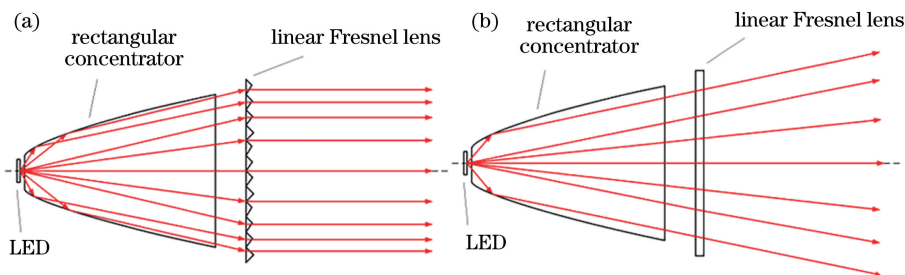 (a)
rectangular
concentrator
linear Fresnel lens
LED
(b)
rectangular
concentrator
linear Fresnel lens
LED